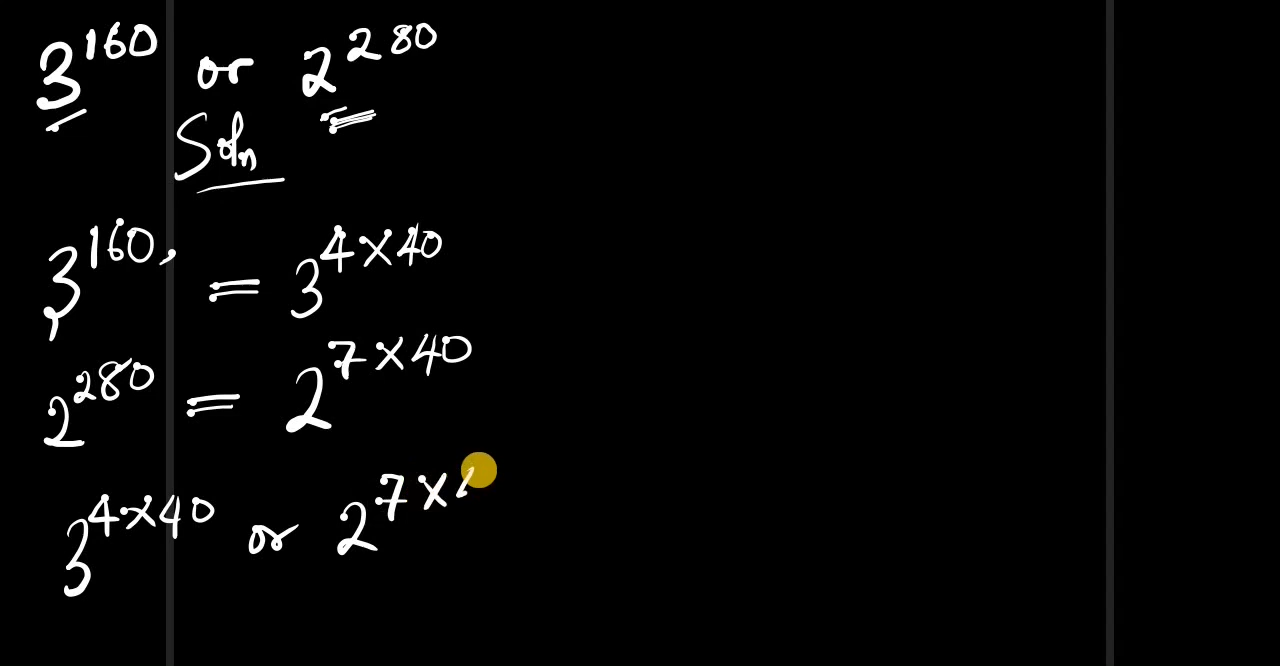 3^160 or 2^280
Soln
3^160, = 3^4×40
2^280 = 2^7×40
3^4×40 or 2^7×